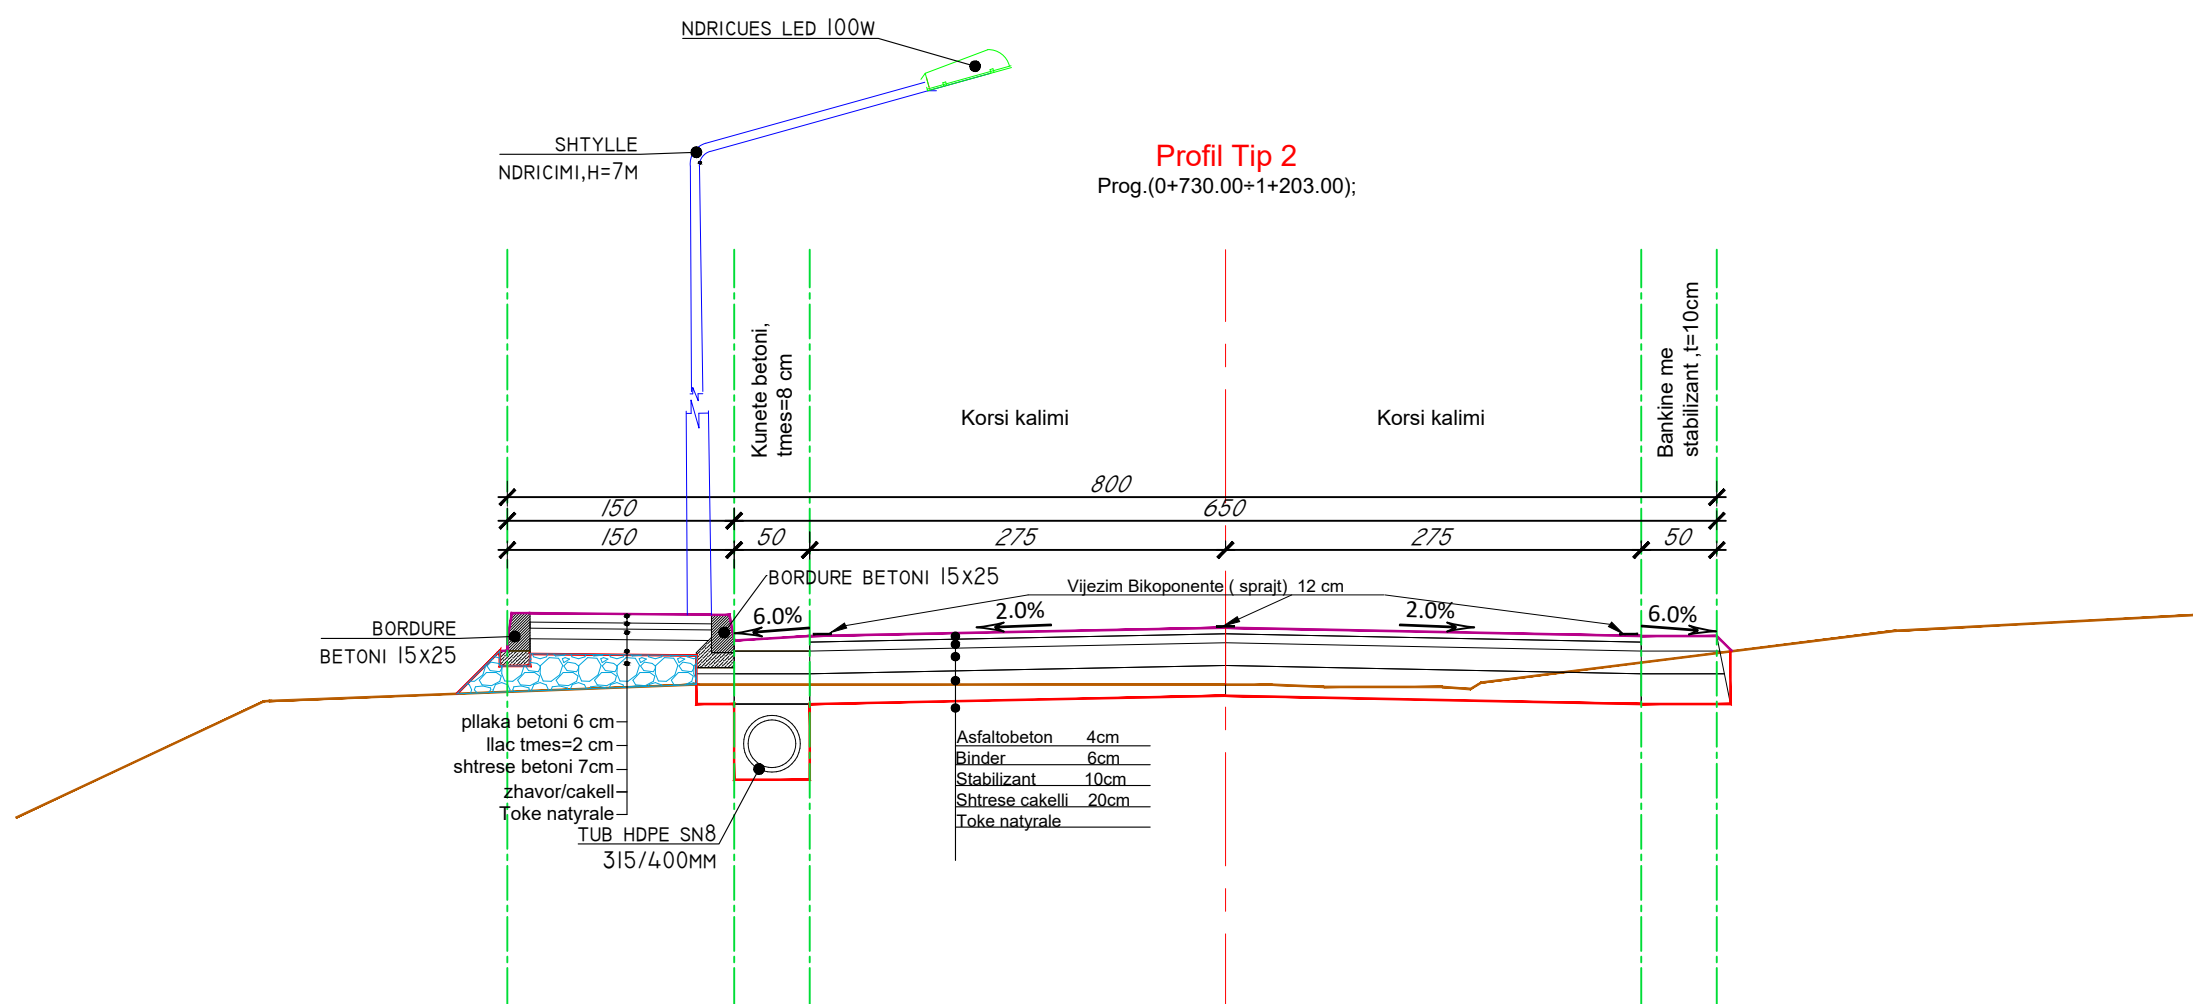 NDRICUES LED 100W
SHTYLLE
NDRICIMI,H=7M
Profil Tip 2
Prog.(0+730.00÷1+203.00);
Kunete betoni,
tmes=8 cm
Korsi kalimi
Korsi kalimi
Bankine me
stabilizant ,t=10cm
800
150
650
150
50
275
275
50
BORDURE BETONI 15X25
Vijezim Bikoponente ( sprajt) 12 cm
6.0%
2.0%
2.0%
6.0%
BORDURE
BETONI 15X25
pllaka betoni 6 cm
llac tmes=2 cm
shtrese betoni 7cm
zhavor/cakell
Toke natyrale
TUB HDPE SN8
315/400MM
Asfaltobeton 4cm
Binder 6cm
Stabilizant 10cm
Shtrese cakelli 20cm
Toke natyrale